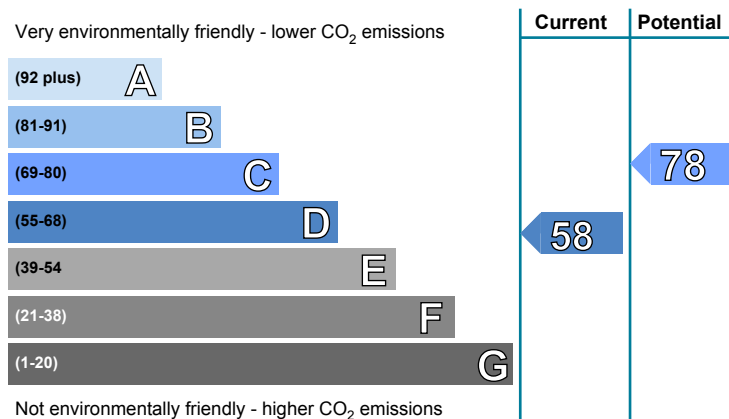 Very environmentally friendly - lower CO₂ emissions
Current
Potential
(92 plus) A
(81-91) B
(69-80) C
78
(55-68) D
58
(39-54 E
(21-38) F
(1-20) G
Not environmentally friendly - higher CO₂ emissions